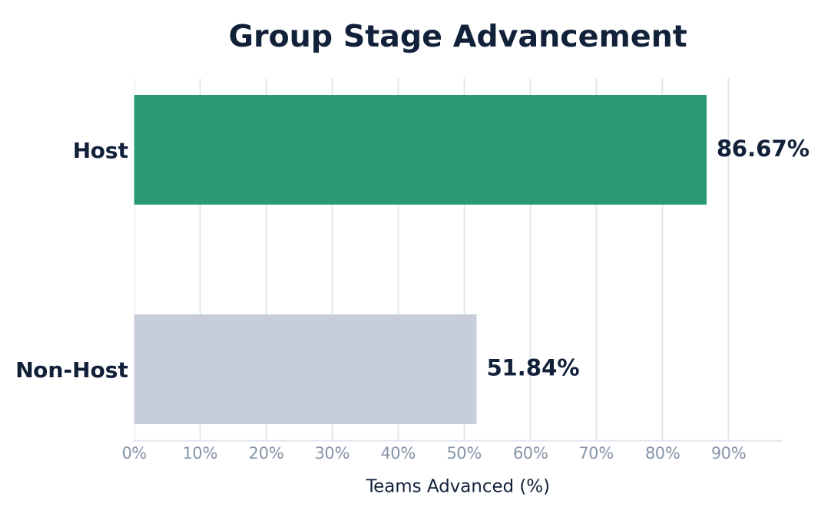 Group Stage Advancement
Host
86.67%
Non-Host
51.84%
0% 10% 20% 30% 40% 50% 60% 70% 80% 90%
Teams Advanced (%)